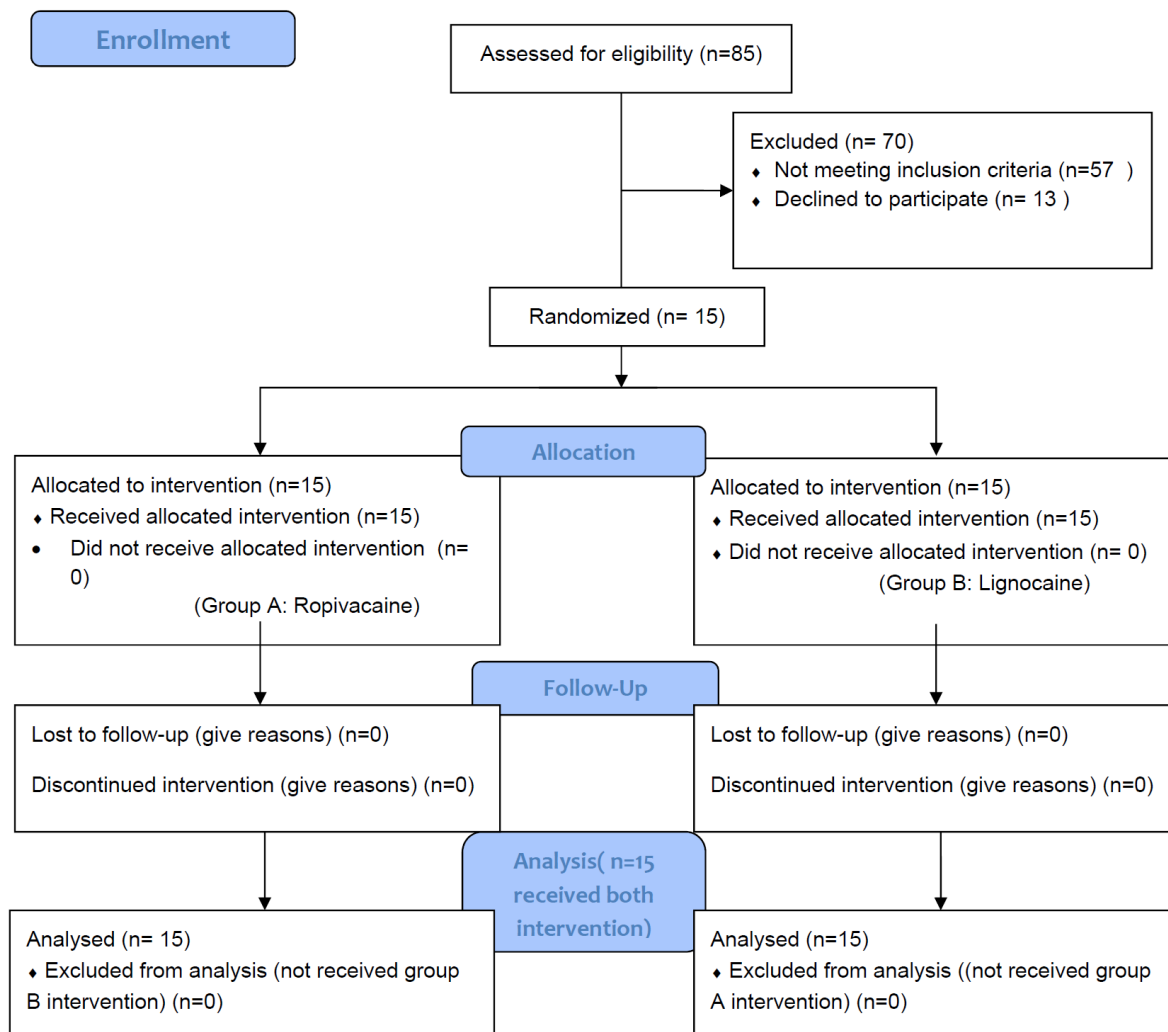 Enrollment
Assessed for eligibility (n=85)
Excluded (n= 70)
♦ Not meeting inclusion criteria (n=57 )
♦ Declined to participate (n= 13 )
Randomized (n= 15)
Allocation
Allocated to intervention (n=15)
♦ Received allocated intervention (n=15)
• Did not receive allocated intervention (n=
0)
(Group A: Ropivacaine)
Allocated to intervention (n=15)
♦ Received allocated intervention (n=15)
♦ Did not receive allocated intervention (n= 0)
(Group B: Lignocaine)
Follow-Up
Lost to follow-up (give reasons) (n=0)
Discontinued intervention (give reasons) (n=0)
Lost to follow-up (give reasons) (n=0)
Discontinued intervention (give reasons) (n=0)
Analysis( n=15
received both
intervention)
Analysed (n= 15)
♦ Excluded from analysis (not received group
B intervention) (n=0)
Analysed (n=15)
♦ Excluded from analysis ((not received group
A intervention) (n=0)